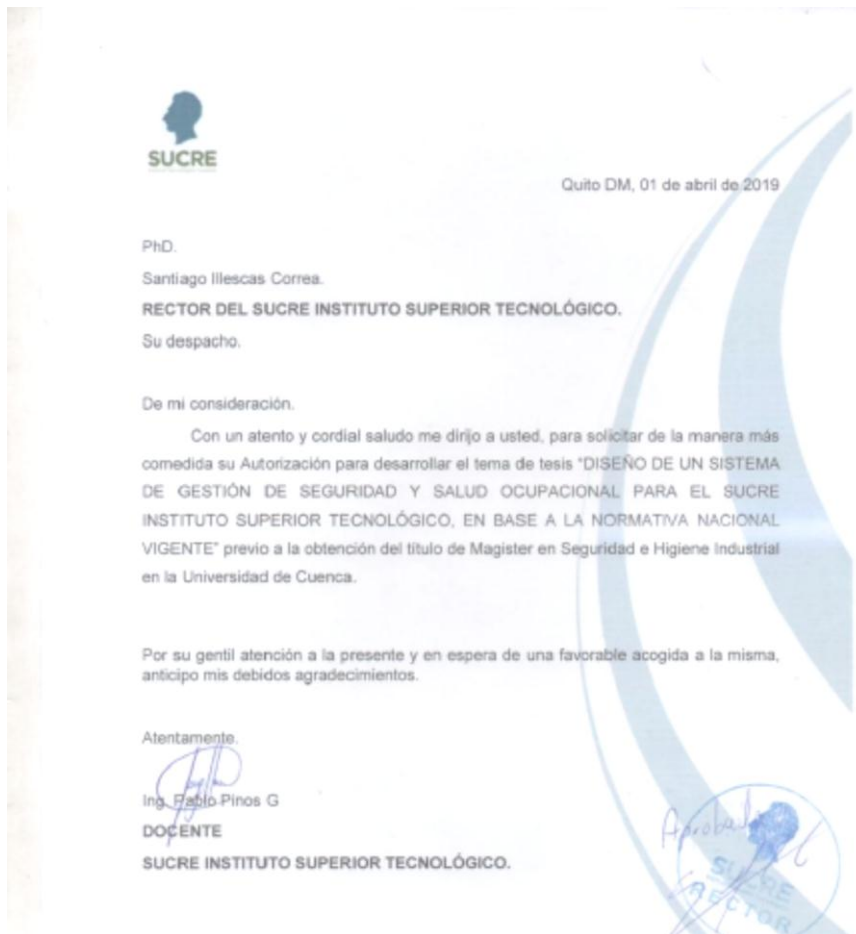 SUCRE
Quito DM, 01 de abril de 2019
PhD.
Santiago Illescas Correa.
RECTOR DEL SUCRE INSTITUTO SUPERIOR TECNOLÓGICO.
Su despacho.
De mi consideración.
Con un atento y cordial saludo me dirijo a usted, para solicitar de la manera más
comedida su Autorización para desarrollar el tema de tesis "DISEÑO DE UN SISTEMA
DE GESTIÓN DE SEGURIDAD Y SALUD OCUPACIONAL PARA EL SUCRE
INSTITUTO SUPERIOR TECNOLÓGICO, EN BASE A LA NORMATIVA NACIONAL
VIGENTE" previo a la obtención del título de Magister en Seguridad e Higiene Industrial
en la Universidad de Cuenca.
Por su gentil atención a la presente y en espera de una favorable acogida a la misma,
anticipo mis debidos agradecimientos.
Atentamente.
Ing. Pablo Pinos G
DOCENTE
SUCRE INSTITUTO SUPERIOR TECNOLÓGICO.
Aprobado
SUCRE
RECTOR